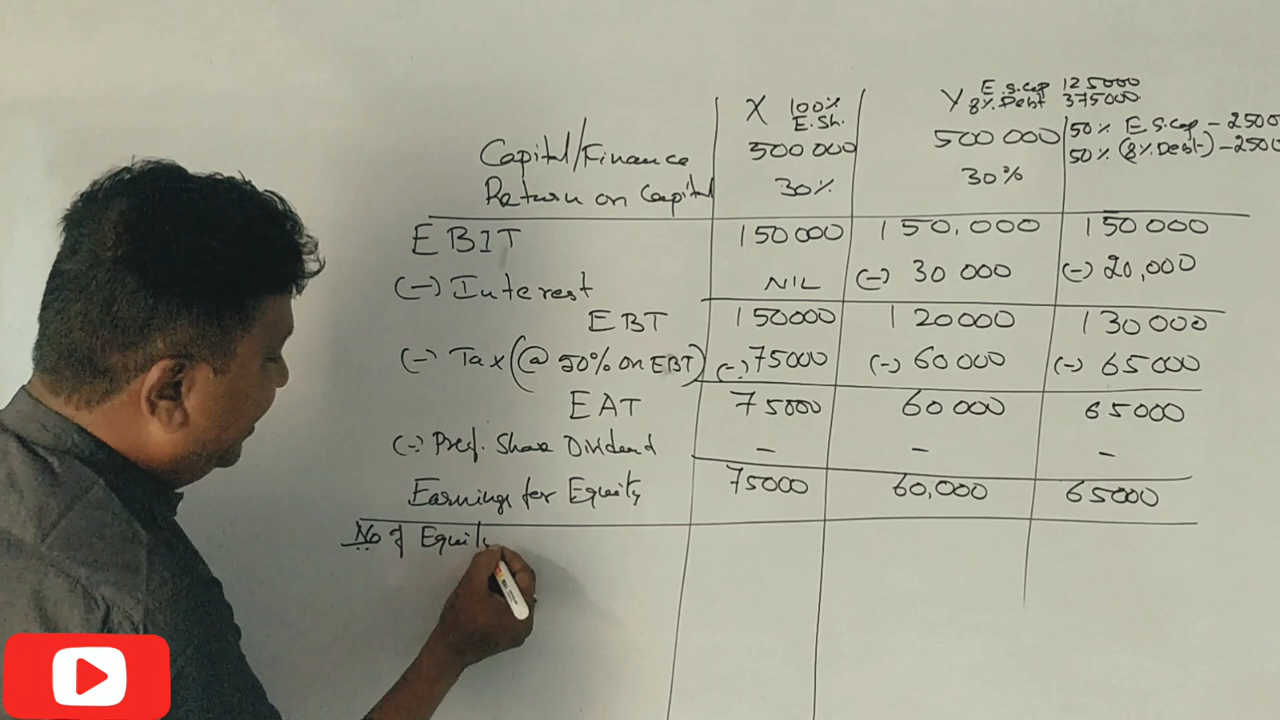 X 100% E.Sh. Y E.S.Cap 125000
8% Debt 375000
Capital/Finance 500000 500000 50% E.S.Cap - 2500
50% (8% Debt) - 2500
Return on Capital 30% 30%
EBIT 150000 150,000 150000
(-) Interest NIL (-) 30000 (-) 20,000
EBT 150000 120000 130000
(-) Tax (@ 50% on EBT) (-) 75000 (-) 60000 (-) 65000
EAT 75000 60000 65000
(-) Pref. Share Dividend - - -
Earnings for Equity 75000 60,000 65000
No of Equity